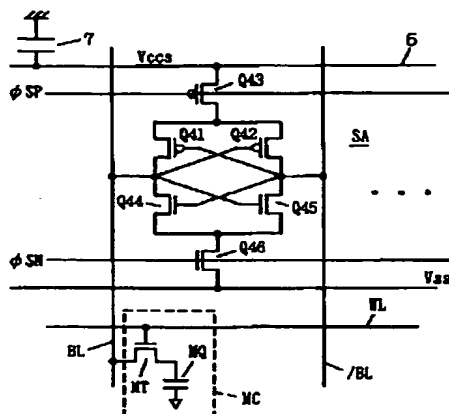 7
Vccs
6
φSP
Q43
Q41
Q42
SA
Q44
Q45
Q46
φSN
Vss
WL
BL
MQ
/BL
MT
MC